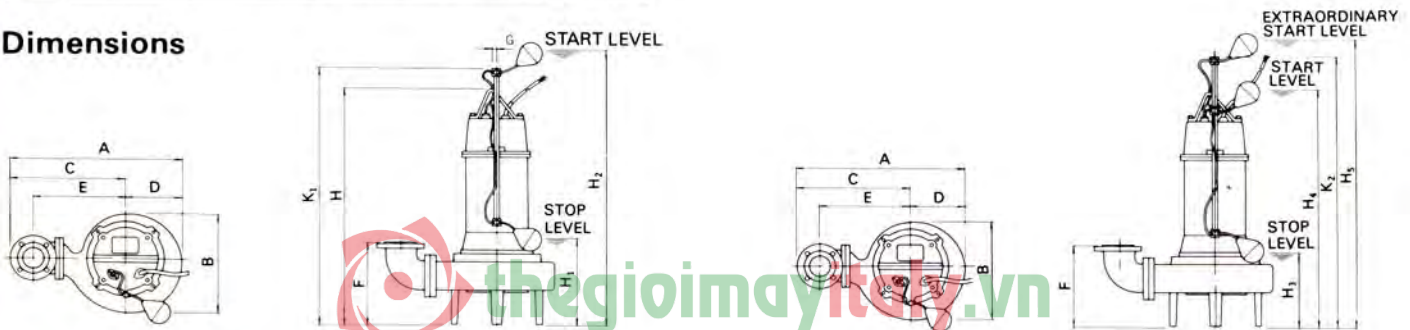 Dimensions
G
START LEVEL
A
C
E
D
B
K₁
H
F
STOP
LEVEL
H₁
H₂
EXTRAORDINARY
START LEVEL
START
LEVEL
A
C
E
D
B
F
STOP
LEVEL
H₃
H₄
K₂
H₅
thegioimayitaly.vn